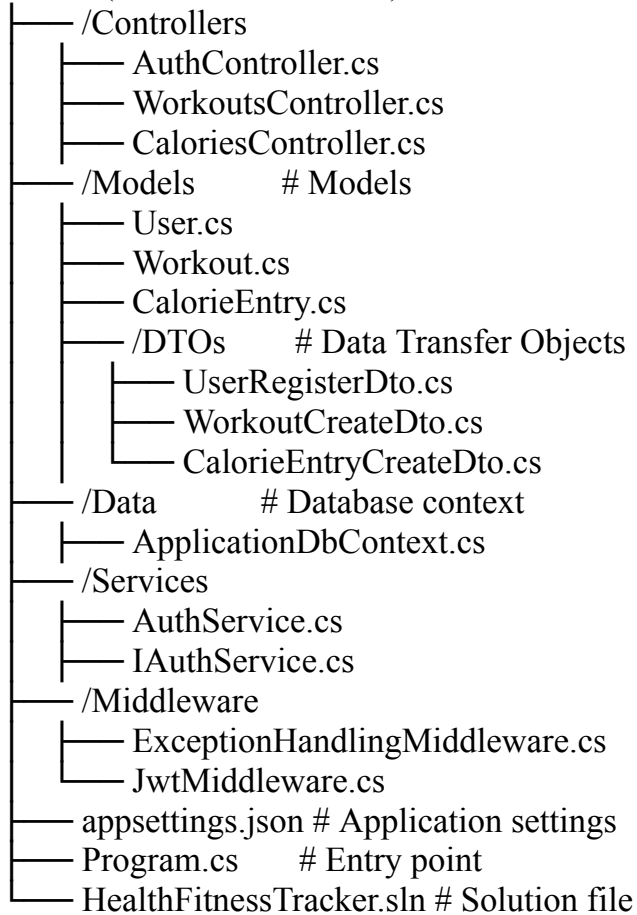 /Controllers
AuthController.cs
WorkoutsController.cs
CaloriesController.cs
/Models # Models
User.cs
Workout.cs
CalorieEntry.cs
/DTOs # Data Transfer Objects
UserRegisterDto.cs
WorkoutCreateDto.cs
CalorieEntryCreateDto.cs
/Data # Database context
ApplicationDbContext.cs
/Services
AuthService.cs
IAuthService.cs
/Middleware
ExceptionHandlingMiddleware.cs
JwtMiddleware.cs
appsettings.json # Application settings
Program.cs # Entry point
HealthFitnessTracker.sln # Solution file